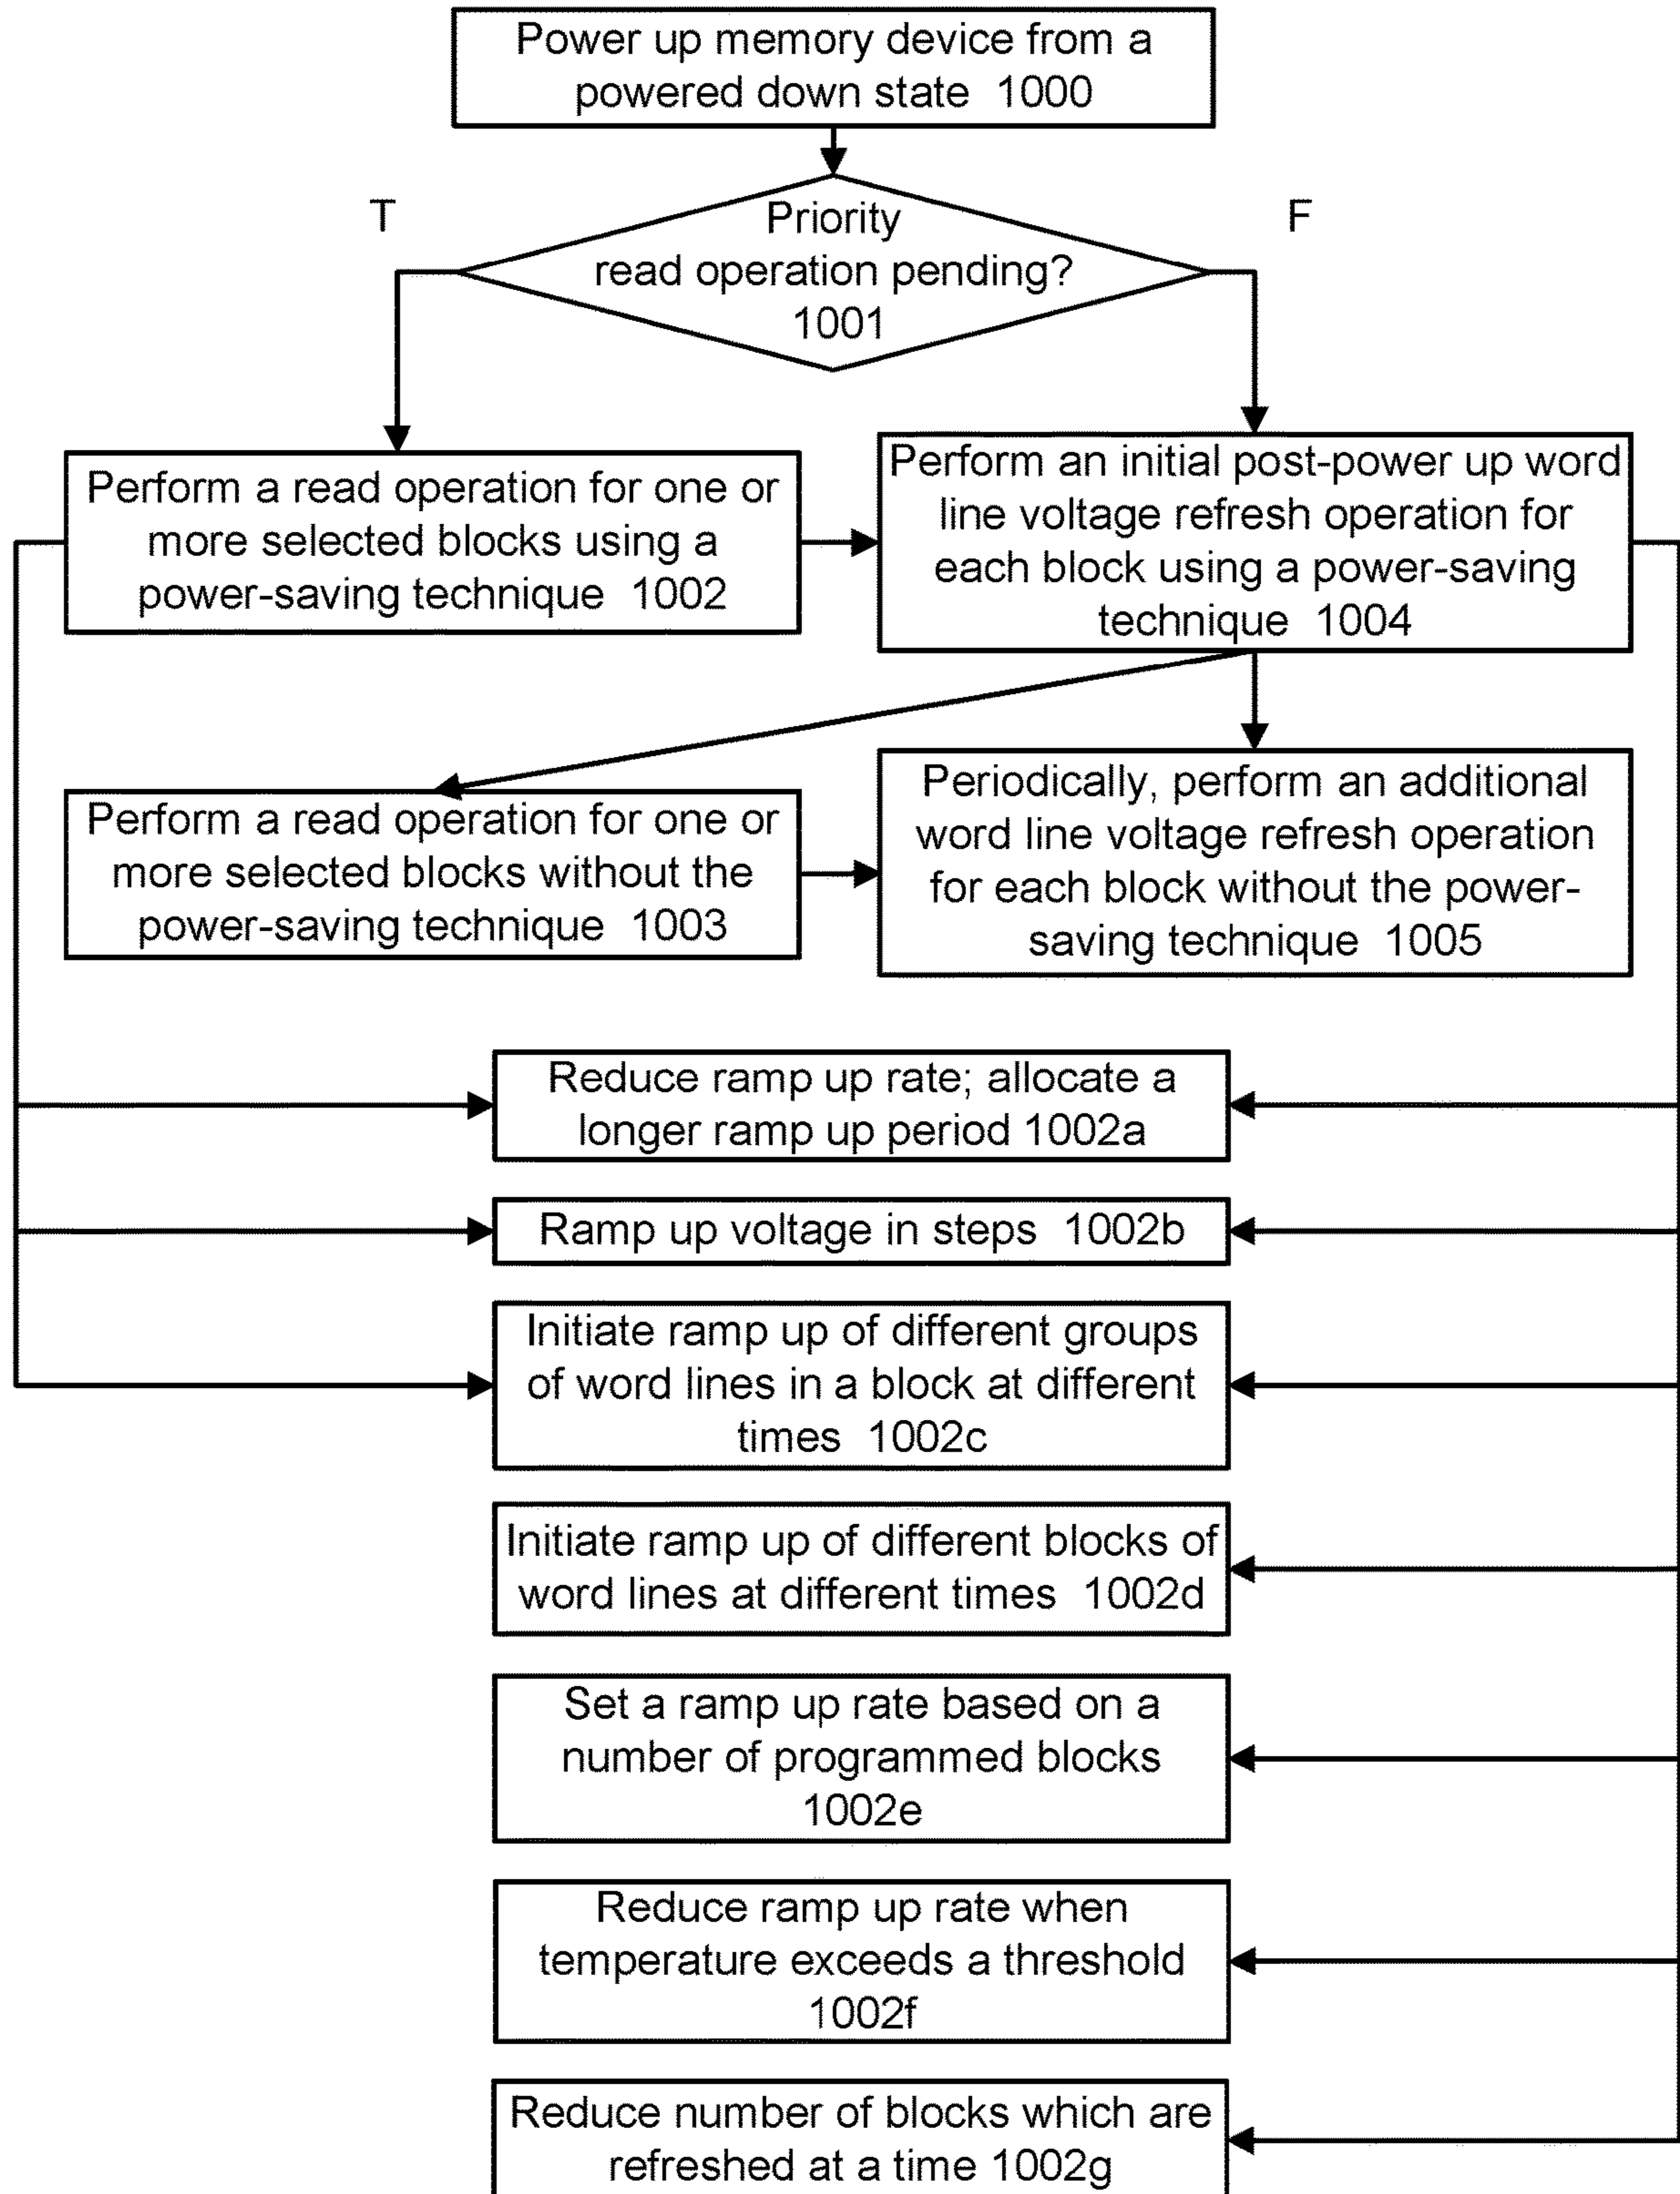 Power up memory device from a
powered down state 1000
T
F
Priority
read operation pending?
1001
Perform a read operation for one or
more selected blocks using a
power-saving technique 1002
Perform an initial post-power up word
line voltage refresh operation for
each block using a power-saving
technique 1004
Perform a read operation for one or
more selected blocks without the
power-saving technique 1003
Periodically, perform an additional
word line voltage refresh operation
for each block without the power-
saving technique 1005
Reduce ramp up rate; allocate a
longer ramp up period 1002a
Ramp up voltage in steps 1002b
Initiate ramp up of different groups
of word lines in a block at different
times 1002c
Initiate ramp up of different blocks of
word lines at different times 1002d
Set a ramp up rate based on a
number of programmed blocks
1002e
Reduce ramp up rate when
temperature exceeds a threshold
1002f
Reduce number of blocks which are
refreshed at a time 1002g